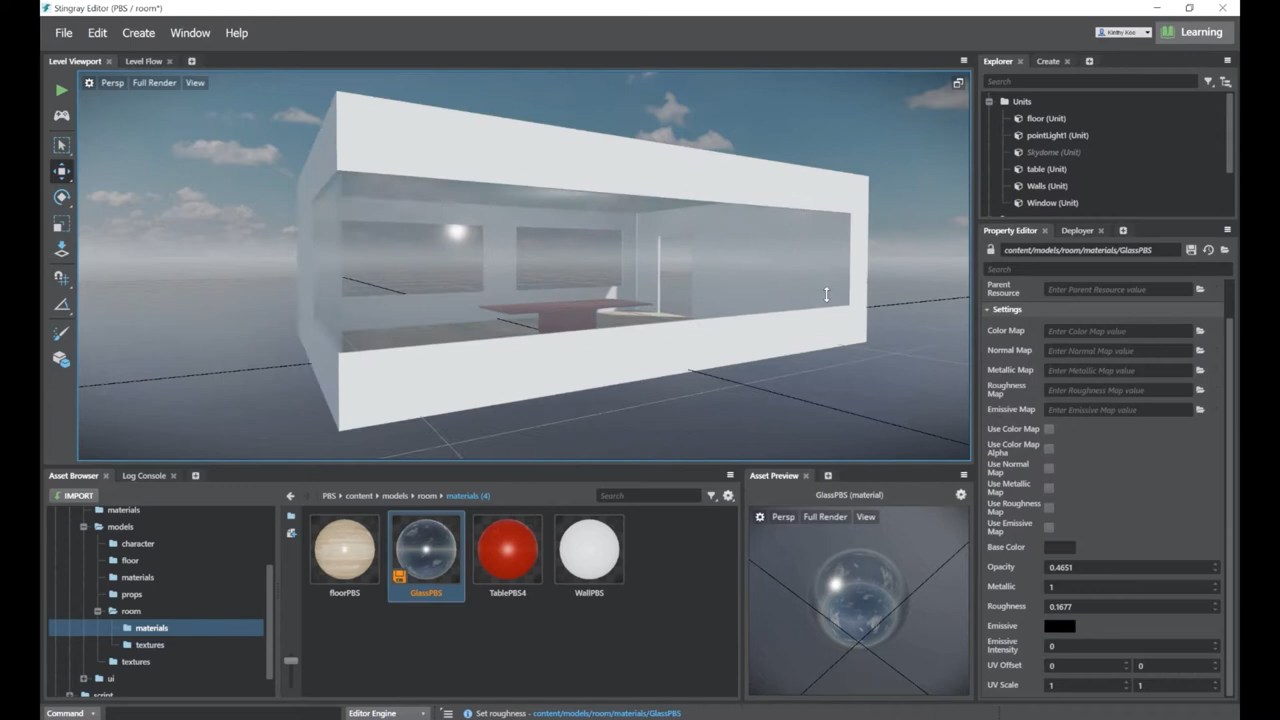 Stingray Editor (PBS / room*)
File Edit Create Window Help
Learning
Level Viewport Level Flow
Persp Full Render View
Explorer Create
Search
Units
floor (Unit)
pointLight1 (Unit)
Skydome (Unit)
table (Unit)
Walls (Unit)
Window (Unit)
Property Editor Deployer
content/models/room/materials/GlassPBS
Search
Parent Resource Enter Parent Resource value
Settings
Color Map Enter Color Map value
Normal Map Enter Normal Map value
Metallic Map Enter Metallic Map value
Roughness Map Enter Roughness Map value
Emissive Map Enter Emissive Map value
Use Color Map
Use Color Map Alpha
Use Normal Map
Use Metallic Map
Use Roughness Map
Use Emissive Map
Base Color
Opacity 0.4651
Metallic 1
Roughness 0.1677
Emissive
Emissive Intensity 0
UV Offset 0 0
UV Scale 1 1
Asset Browser Log Console
IMPORT
materials
models
character
floor
materials
props
room
materials
textures
textures
ui
script
PBS content models room materials (4)
Search
floorPBS GlassPBS TablePBS4 WallPBS
Asset Preview
GlassPBS (material)
Persp Full Render View
Command Editor Engine Set roughness - content/models/room/materials/GlassPBS